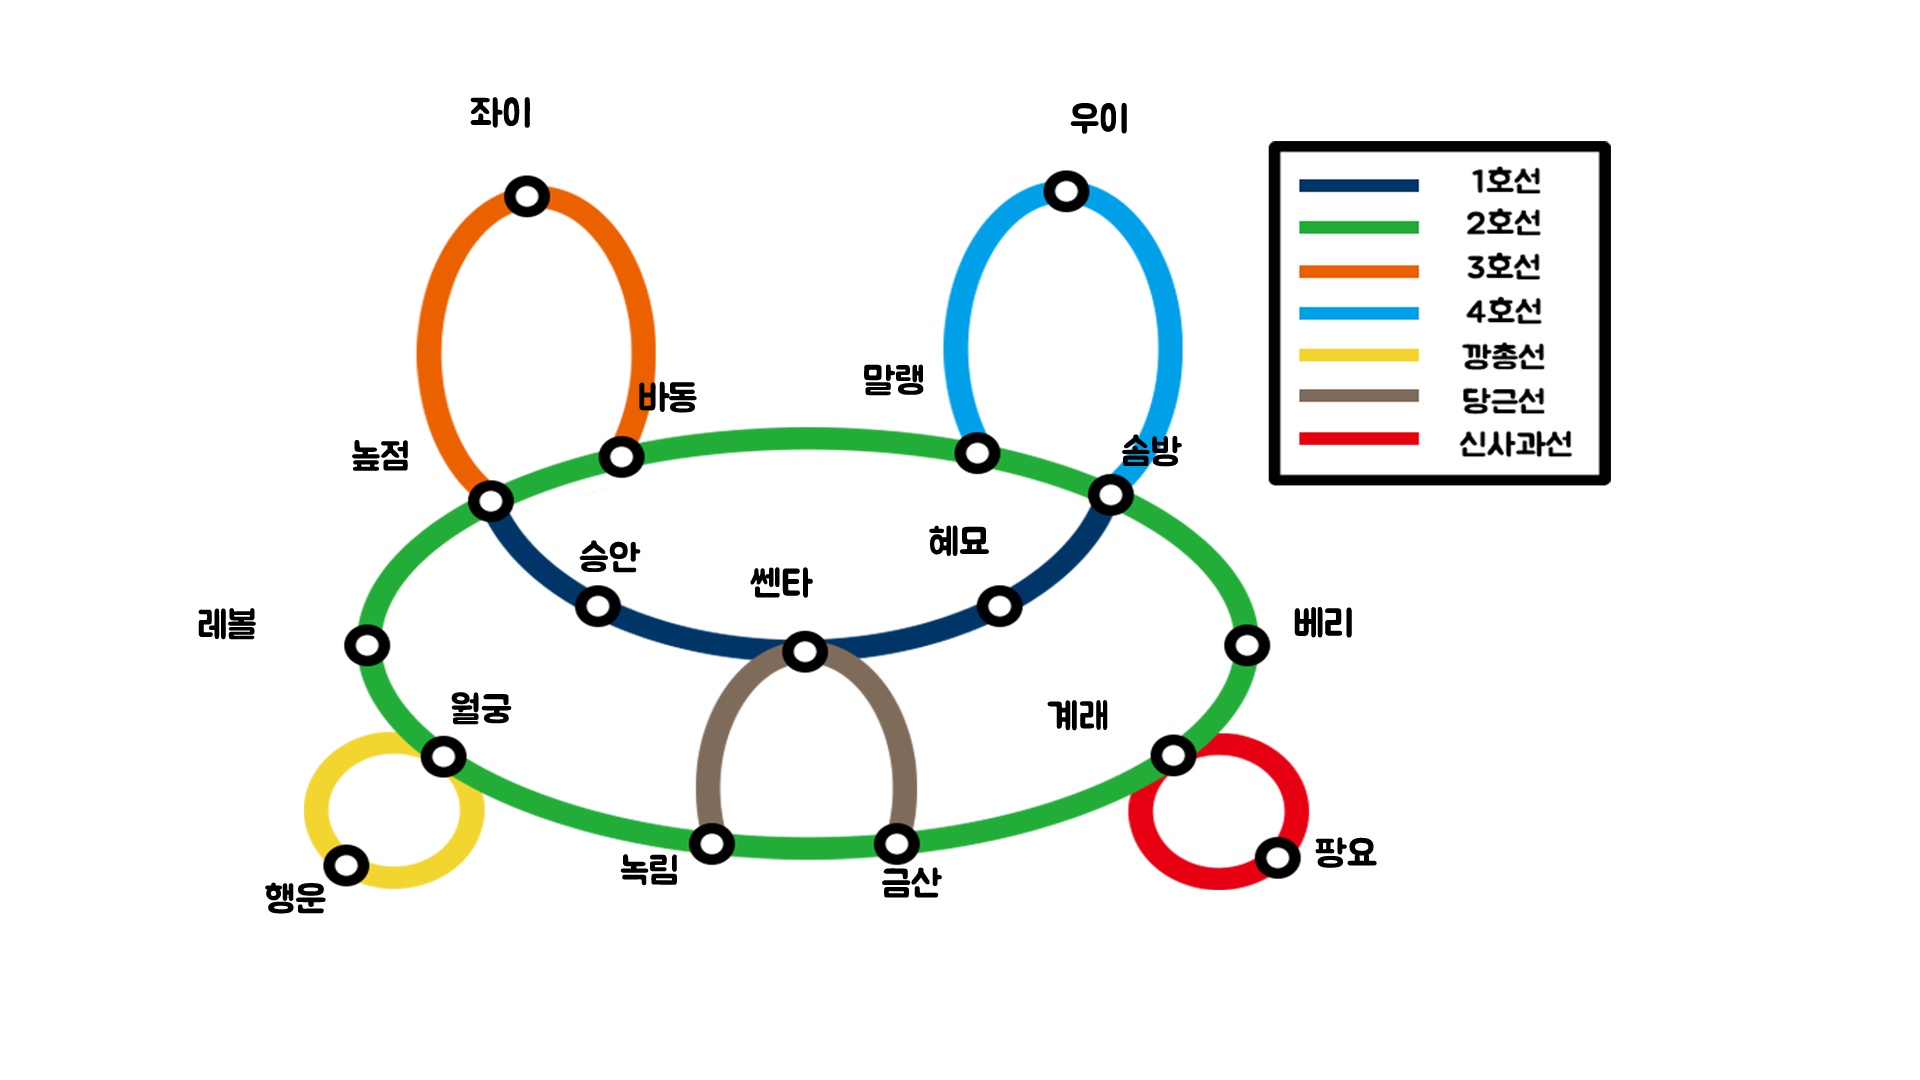 좌이
우이
1호선
2호선
3호선
4호선
깡총선
당근선
신사과선
말랭
바동
높점
솜방
혜묘
승안
쎈타
레볼
베리
월궁
계래
팡요
녹림
금산
행운